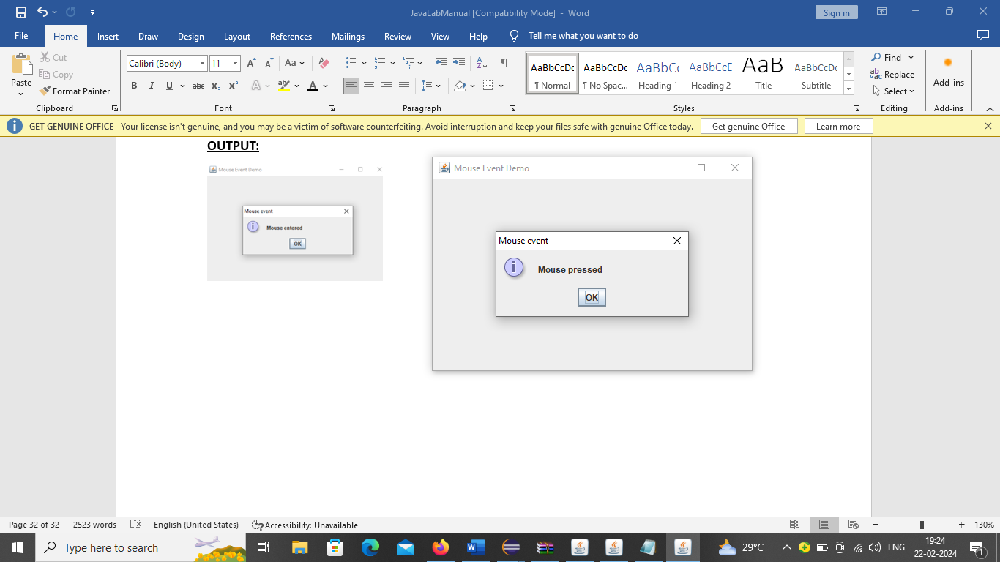 JavaLabManual [Compatibility Mode] - Word
Sign in
File Home Insert Draw Design Layout References Mailings Review View Help Tell me what you want to do
Paste
Cut
Copy
Format Painter
Clipboard
Calibri (Body) 11
Font
Paragraph
AaBbCcDc AaBbCcDc AaBbCc AaBbCcD AaB AaBbCcDc
¶ Normal ¶ No Spac... Heading 1 Heading 2 Title Subtitle
Styles
Find
Replace
Select
Editing
Add-ins
Add-ins
GET GENUINE OFFICE Your license isn't genuine, and you may be a victim of software counterfeiting. Avoid interruption and keep your files safe with genuine Office today. Get genuine Office Learn more
OUTPUT:
Mouse Event Demo
Mouse event
Mouse entered
OK
Mouse Event Demo
Mouse event
Mouse pressed
OK
Page 32 of 32 2523 words English (United States) Accessibility: Unavailable 130%
Type here to search
29°C
ENG
19:24
22-02-2024
1